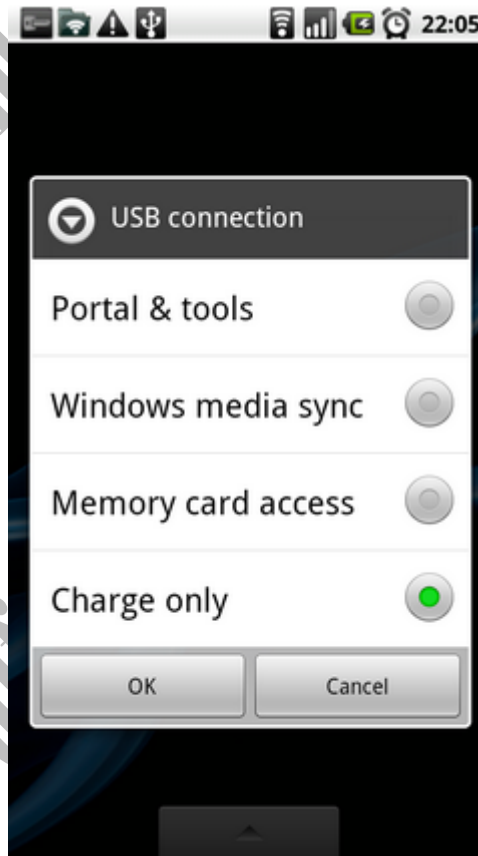 22:05
USB connection
Portal & tools
Windows media sync
Memory card access
Charge only
OK Cancel